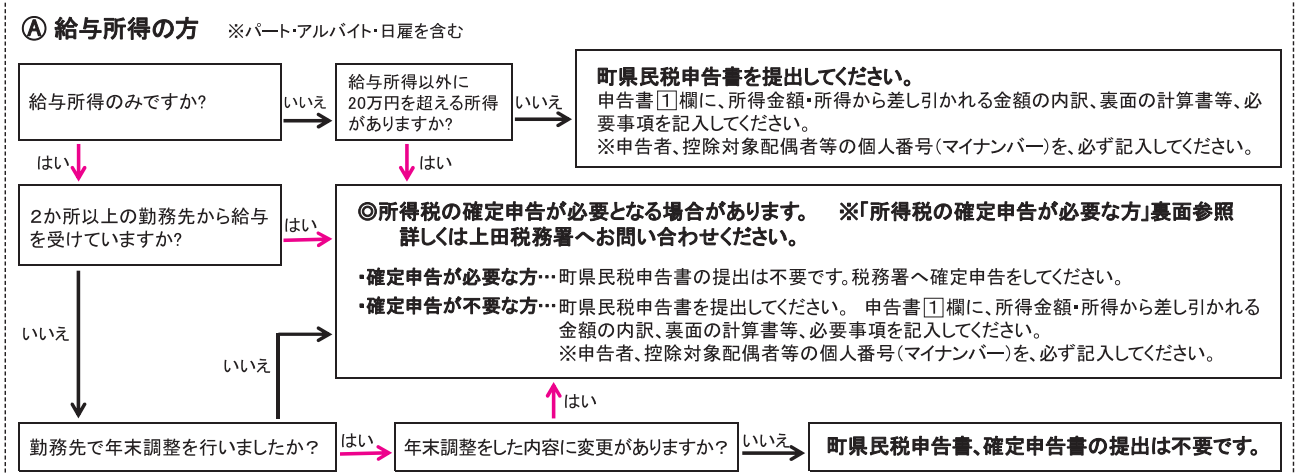 Ⓐ 給与所得の方 ※パート・アルバイト・日雇を含む
給与所得のみですか?
いいえ
給与所得以外に
20万円を超える所得
がありますか?
いいえ
町県民税申告書を提出してください。
申告書1欄に、所得金額・所得から差し引かれる金額の内訳、裏面の計算書等、必
要事項を記入してください。
※申告者、控除対象配偶者等の個人番号(マイナンバー)を、必ず記入してください。
はい
はい
2か所以上の勤務先から給与
を受けていますか?
はい
◎所得税の確定申告が必要となる場合があります。 ※「所得税の確定申告が必要な方」裏面参照
詳しくは上田税務署へお問い合わせください。
・確定申告が必要な方…町県民税申告書の提出は不要です。税務署へ確定申告をしてください。
・確定申告が不要な方…町県民税申告書を提出してください。 申告書1欄に、所得金額・所得から差し引かれる
金額の内訳、裏面の計算書等、必要事項を記入してください。
※申告者、控除対象配偶者等の個人番号(マイナンバー)を、必ず記入してください。
いいえ
いいえ
はい
勤務先で年末調整を行いましたか?
はい
年末調整をした内容に変更がありますか?
いいえ
町県民税申告書、確定申告書の提出は不要です。